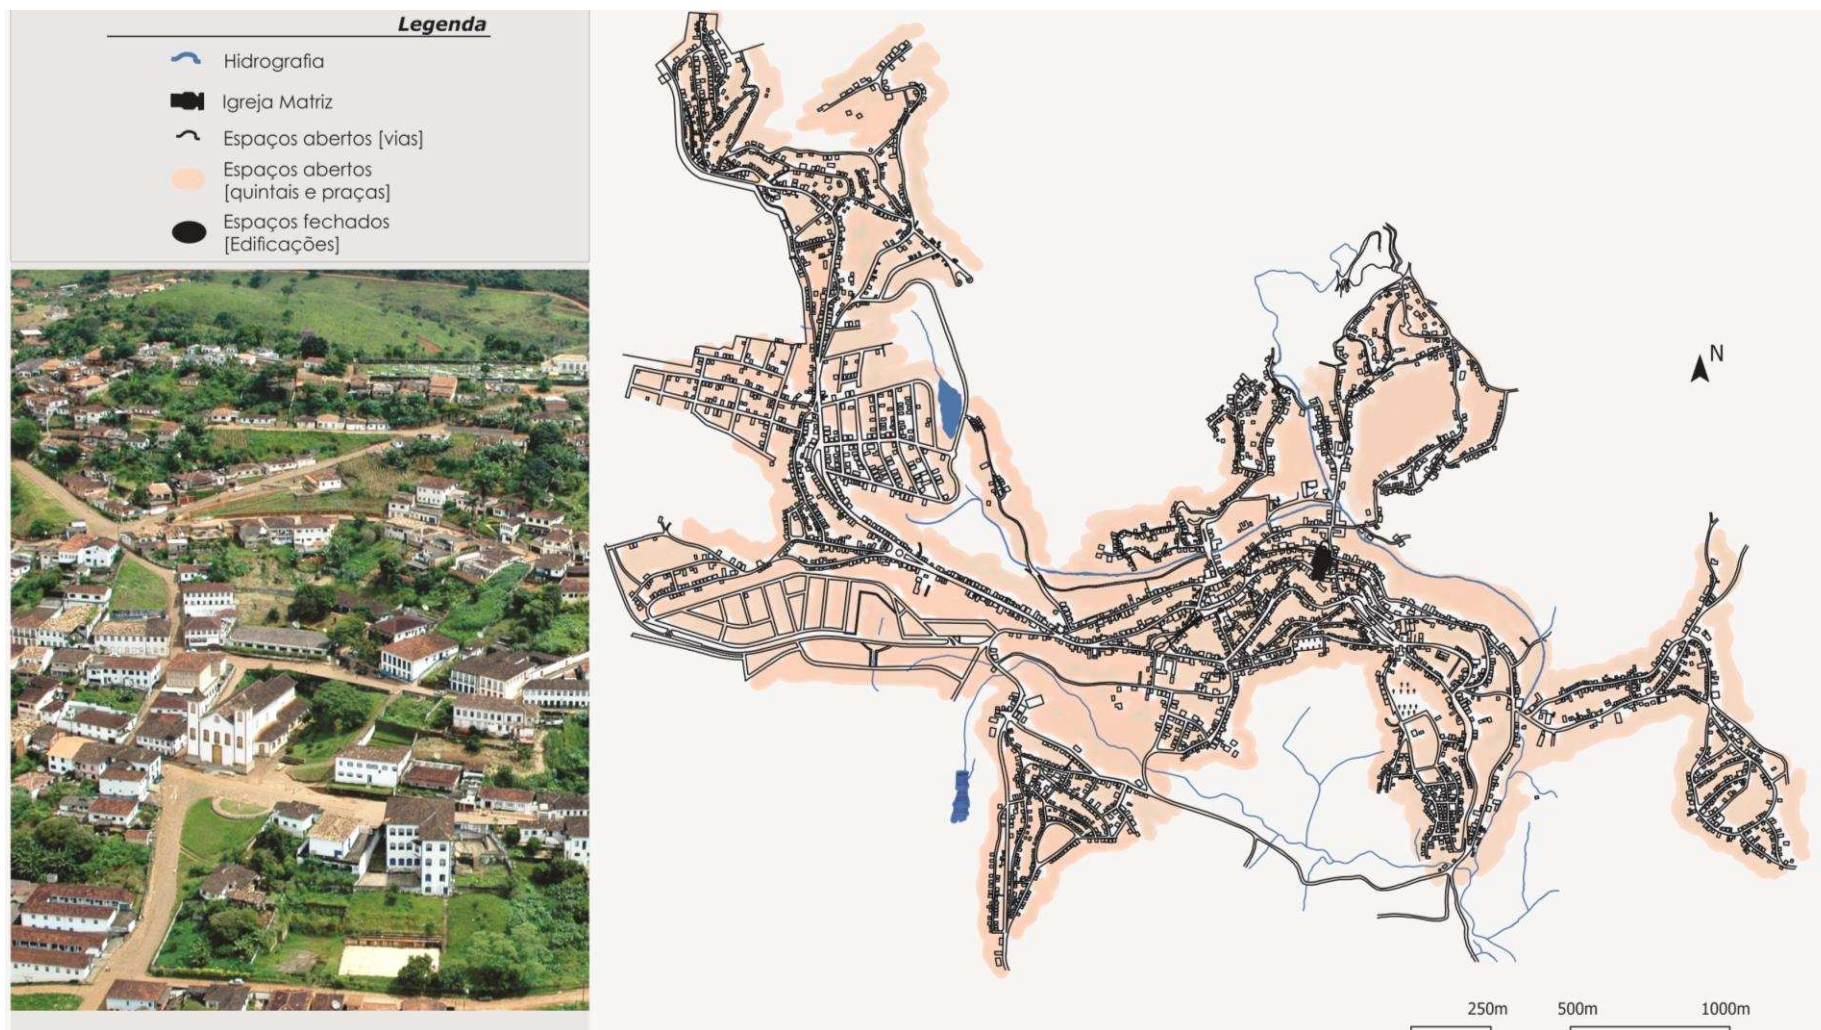 Legenda
Hidrografia
Igreja Matriz
Espaços abertos [vias]
Espaços abertos
[quintais e praças]
Espaços fechados
[Edificações]
N
250m 500m 1000m